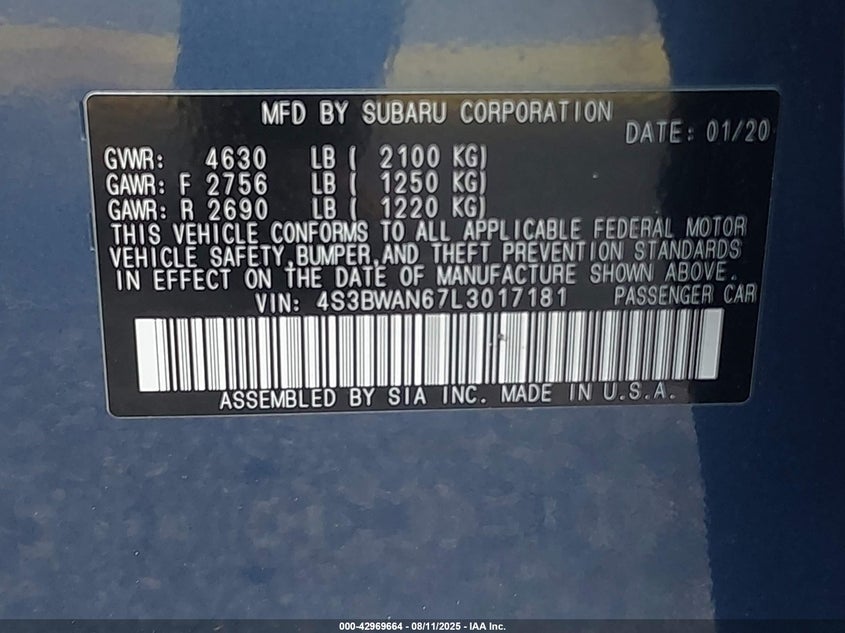 MFD BY SUBARU CORPORATION
DATE: 01/20
GVWR: 4630 LB ( 2100 KG)
GAWR: F 2756 LB ( 1250 KG)
GAWR: R 2690 LB ( 1220 KG)
THIS VEHICLE CONFORMS TO ALL APPLICABLE FEDERAL MOTOR
VEHICLE SAFETY, BUMPER, AND THEFT PREVENTION STANDARDS
IN EFFECT ON THE DATE OF MANUFACTURE SHOWN ABOVE.
VIN: 4S3BWAN67L3017181 PASSENGER CAR
ASSEMBLED BY SIA INC. MADE IN U.S.A.
000-42969664 - 08/11/2025 - IAA Inc.